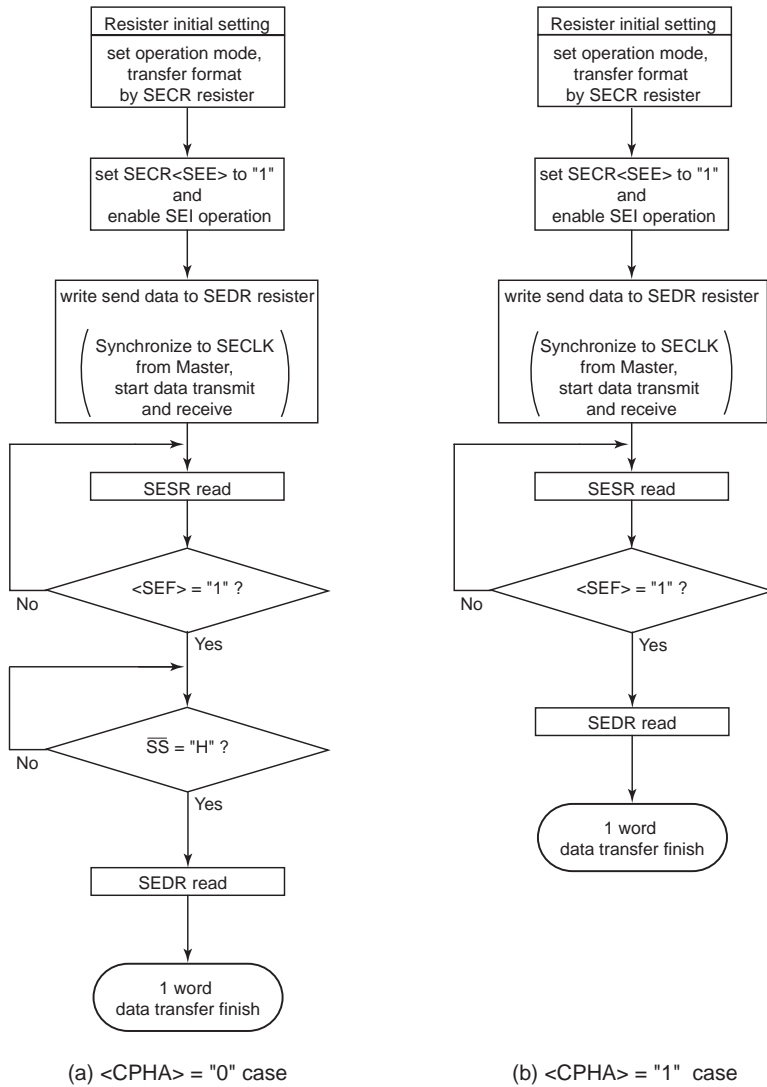 Resister initial setting
set operation mode,
transfer format
by SECR resister
set SECR<SEE> to "1"
and
enable SEI operation
write send data to SEDR resister
Synchronize to SECLK
from Master,
start data transmit
and receive
SESR read
<SEF> = "1" ?
No
Yes
S̅S̅ = "H" ?
No
Yes
SEDR read
1 word
data transfer finish
(a) <CPHA> = "0" case
Resister initial setting
set operation mode,
transfer format
by SECR resister
set SECR<SEE> to "1"
and
enable SEI operation
write send data to SEDR resister
Synchronize to SECLK
from Master,
start data transmit
and receive
SESR read
<SEF> = "1" ?
No
Yes
SEDR read
1 word
data transfer finish
(b) <CPHA> = "1" case